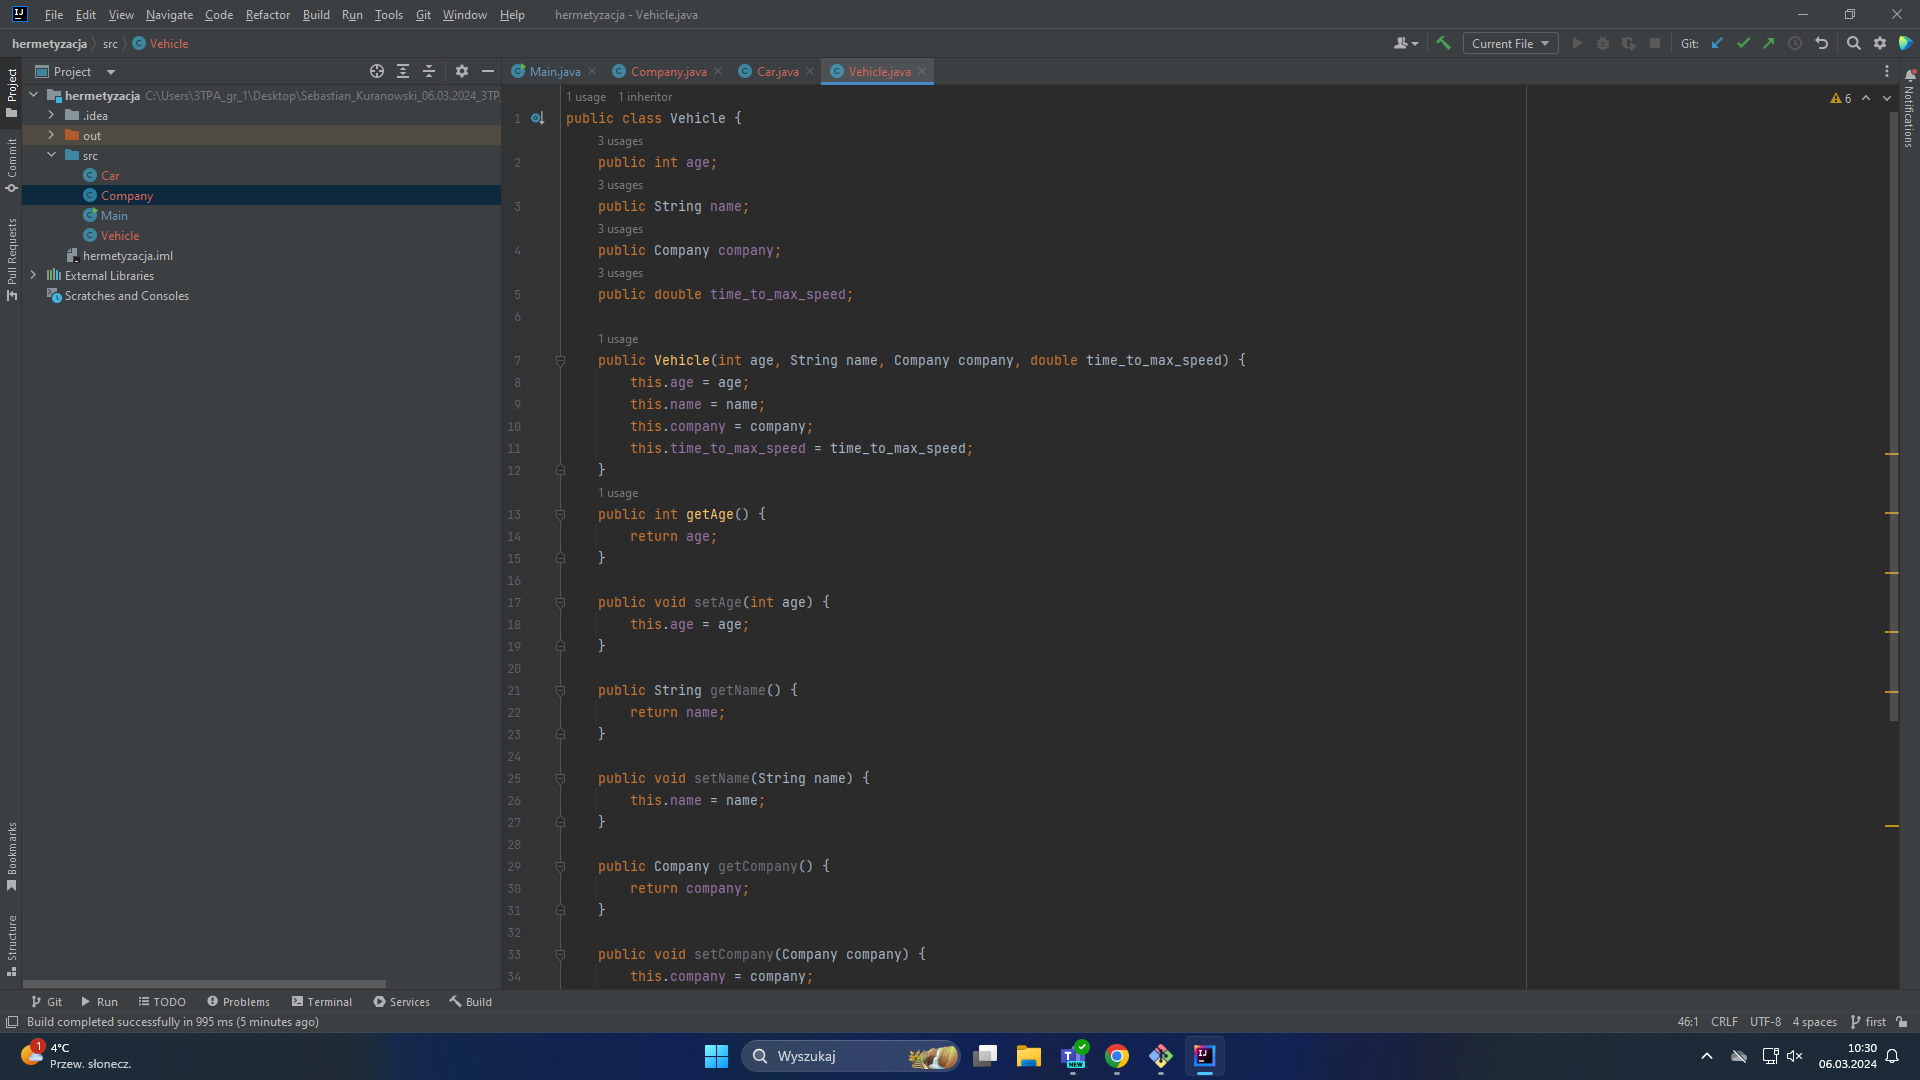 File Edit View Navigate Code Refactor Build Run Tools Git Window Help hermetyzacja - Vehicle.java
hermetyzacja src Vehicle Current File Git:
Project Main.java Company.java Car.java Vehicle.java
hermetyzacja C:\Users\3TPA_gr_1\Desktop\Sebastian_Kuranowski_06.03.2024_3TP
.idea
out
src
Car
Company
Main
Vehicle
hermetyzacja.iml
External Libraries
Scratches and Consoles
Project
Commit
Pull Requests
Bookmarks
Structure
Notifications
6
1 usage 1 inheritor
1 public class Vehicle {
3 usages
2 public int age;
3 usages
3 public String name;
3 usages
4 public Company company;
3 usages
5 public double time_to_max_speed;
6
1 usage
7 public Vehicle(int age, String name, Company company, double time_to_max_speed) {
8 this.age = age;
9 this.name = name;
10 this.company = company;
11 this.time_to_max_speed = time_to_max_speed;
12 }
1 usage
13 public int getAge() {
14 return age;
15 }
16
17 public void setAge(int age) {
18 this.age = age;
19 }
20
21 public String getName() {
22 return name;
23 }
24
25 public void setName(String name) {
26 this.name = name;
27 }
28
29 public Company getCompany() {
30 return company;
31 }
32
33 public void setCompany(Company company) {
34 this.company = company;
Git Run TODO Problems Terminal Services Build
Build completed successfully in 995 ms (5 minutes ago) 46:1 CRLF UTF-8 4 spaces first
1
4°C
Przew. słonecz.
Wyszukaj
NEW
10:30
06.03.2024